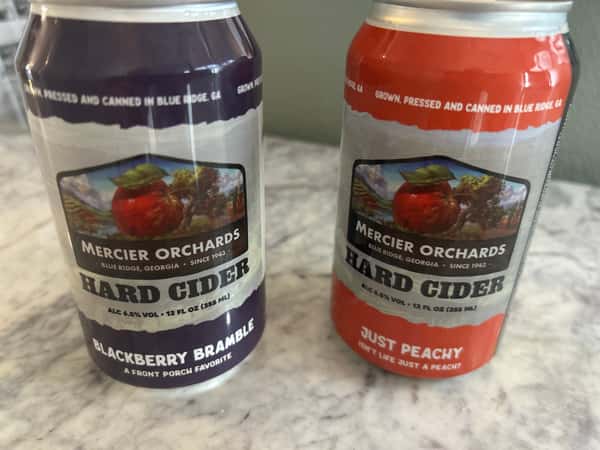 GROWN, PRESSED AND CANNED IN BLUE RIDGE, GA
MERCIER ORCHARDS
BLUE RIDGE, GEORGIA • SINCE 1943
HARD CIDER
ALC 6.5% VOL • 12 FL OZ (355 ML)
BLACKBERRY BRAMBLE
A FRONT PORCH FAVORITE
GROWN, PRESSED AND CANNED IN BLUE RIDGE, GA
MERCIER ORCHARDS
BLUE RIDGE, GEORGIA • SINCE 1943
HARD CIDER
ALC 6.5% VOL • 12 FL OZ (355 ML)
JUST PEACHY
ISN'T LIFE JUST A PEACH?